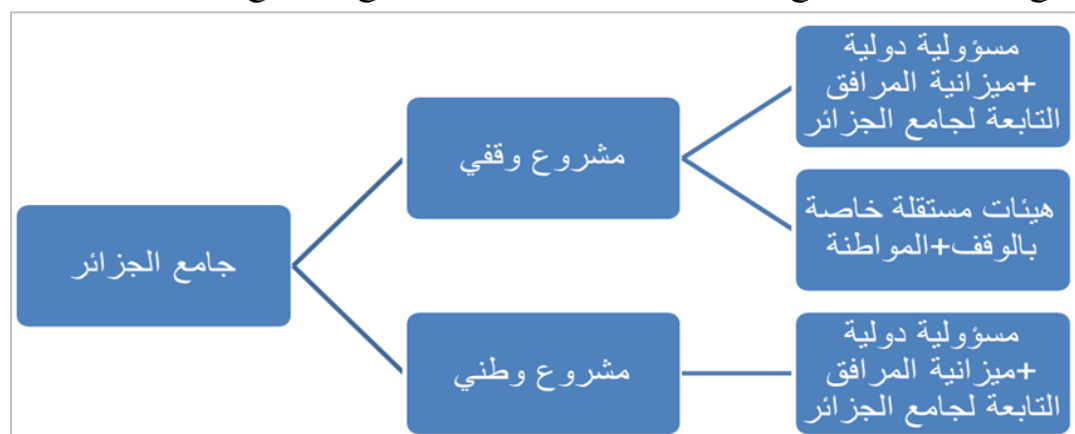 مسؤولية دولية
+ميزانية المرافق
التابعة لجامع الجزائر
مشروع وقفي
هيئات مستقلة خاصة
بالوقف+المواطنة
جامع الجزائر
مشروع وطني
مسؤولية دولية
+ميزانية المرافق
التابعة لجامع الجزائر